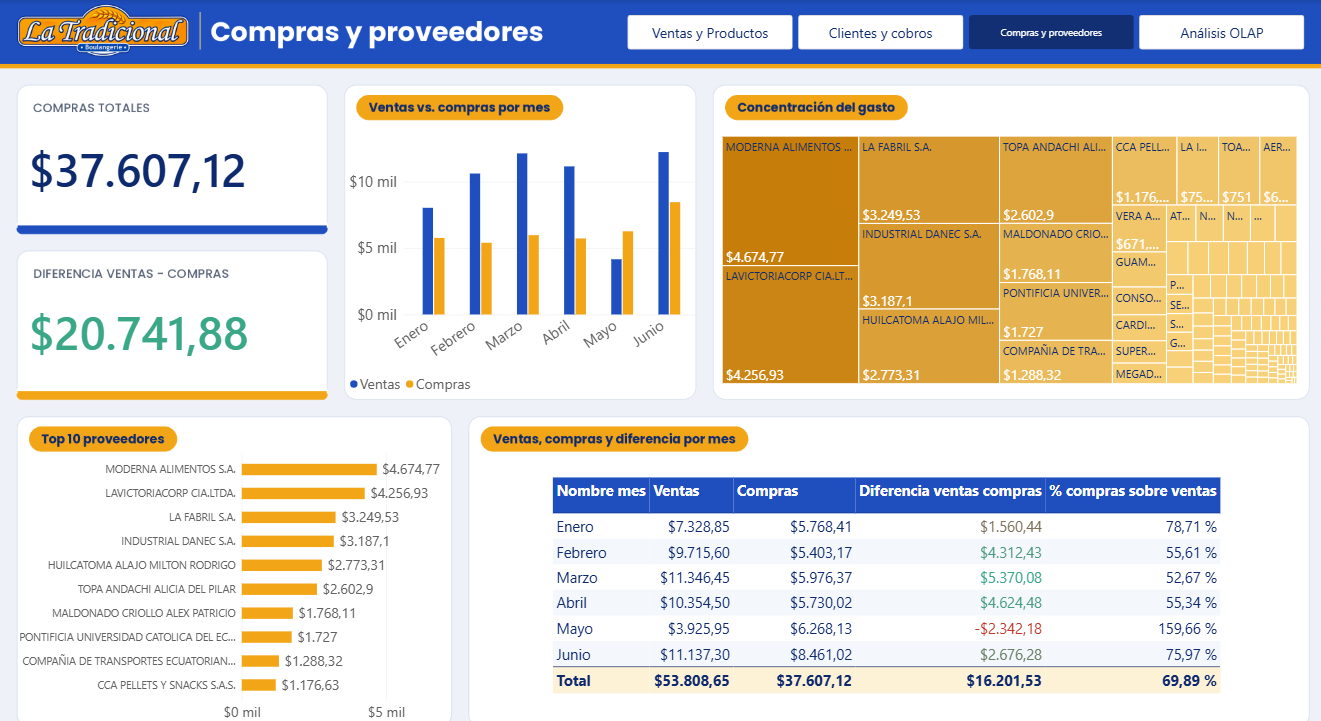 La Tradicional
Boulangerie
Compras y proveedores
Ventas y Productos
Clientes y cobros
Compras y proveedores
Análisis OLAP
COMPRAS TOTALES
$37.607,12
DIFERENCIA VENTAS - COMPRAS
$20.741,88
Ventas vs. compras por mes
$10 mil
$5 mil
$0 mil
Enero
Febrero
Marzo
Abril
Mayo
Junio
Ventas
Compras
Concentración del gasto
MODERNA ALIMENTOS ...
$4.674,77
LAVICTORIACORP CIA.LT...
$4.256,93
LA FABRIL S.A.
$3.249,53
INDUSTRIAL DANEC S.A.
$3.187,1
HUILCATOMA ALAJO MIL...
$2.773,31
TOPA ANDACHI ALI...
$2.602,9
MALDONADO CRIO...
$1.768,11
PONTIFICIA UNIVER...
$1.727
COMPAÑIA DE TRA...
$1.288,32
CCA PELL...
$1.176,...
LA I...
$75...
TOA...
$751
AER...
$6...
VERA A...
$671,...
GUAM...
CONSO...
CARDI...
SUPER...
MEGAD...
AT...
N...
N...
...
P...
SE...
S...
G...
Top 10 proveedores
MODERNA ALIMENTOS S.A. $4.674,77
LAVICTORIACORP CIA.LTDA. $4.256,93
LA FABRIL S.A. $3.249,53
INDUSTRIAL DANEC S.A. $3.187,1
HUILCATOMA ALAJO MILTON RODRIGO $2.773,31
TOPA ANDACHI ALICIA DEL PILAR $2.602,9
MALDONADO CRIOLLO ALEX PATRICIO $1.768,11
PONTIFICIA UNIVERSIDAD CATOLICA DEL EC... $1.727
COMPAÑIA DE TRANSPORTES ECUATORIAN... $1.288,32
CCA PELLETS Y SNACKS S.A.S. $1.176,63
$0 mil $5 mil
Ventas, compras y diferencia por mes
Nombre mes Ventas Compras Diferencia ventas compras % compras sobre ventas
Enero $7.328,85 $5.768,41 $1.560,44 78,71 %
Febrero $9.715,60 $5.403,17 $4.312,43 55,61 %
Marzo $11.346,45 $5.976,37 $5.370,08 52,67 %
Abril $10.354,50 $5.730,02 $4.624,48 55,34 %
Mayo $3.925,95 $6.268,13 -$2.342,18 159,66 %
Junio $11.137,30 $8.461,02 $2.676,28 75,97 %
Total $53.808,65 $37.607,12 $16.201,53 69,89 %